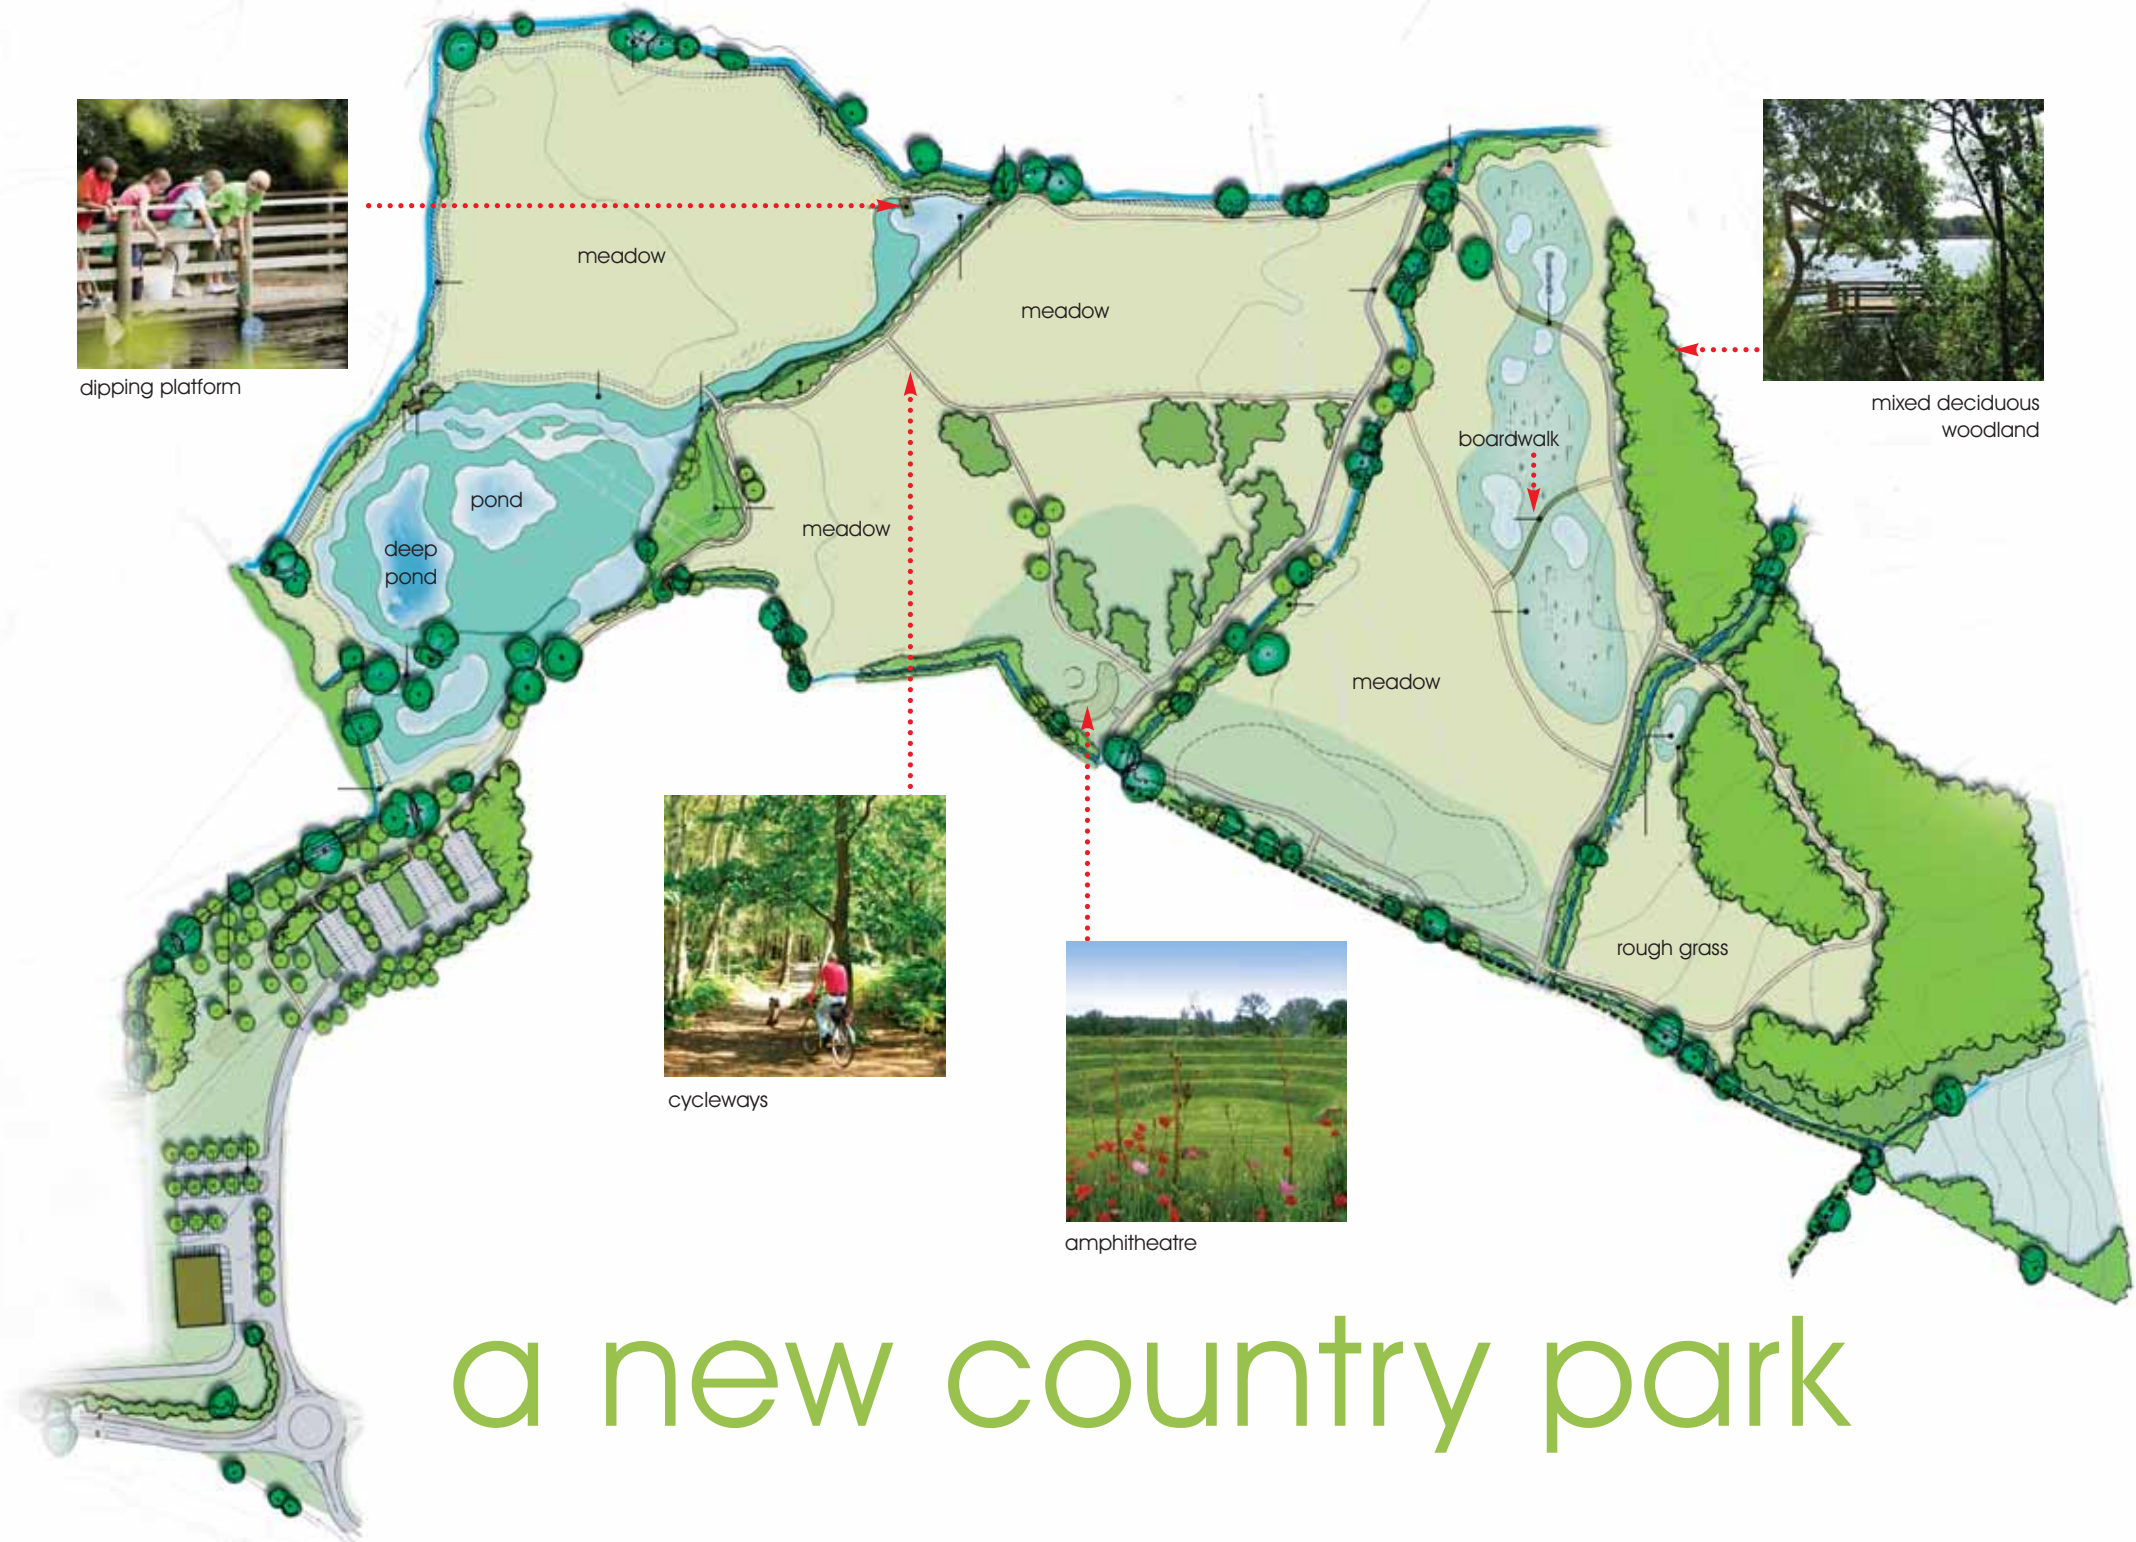 dipping platform
meadow
meadow
mixed deciduous
woodland
boardwalk
pond
deep
pond
meadow
meadow
rough grass
cycleways
amphitheatre
a new country park